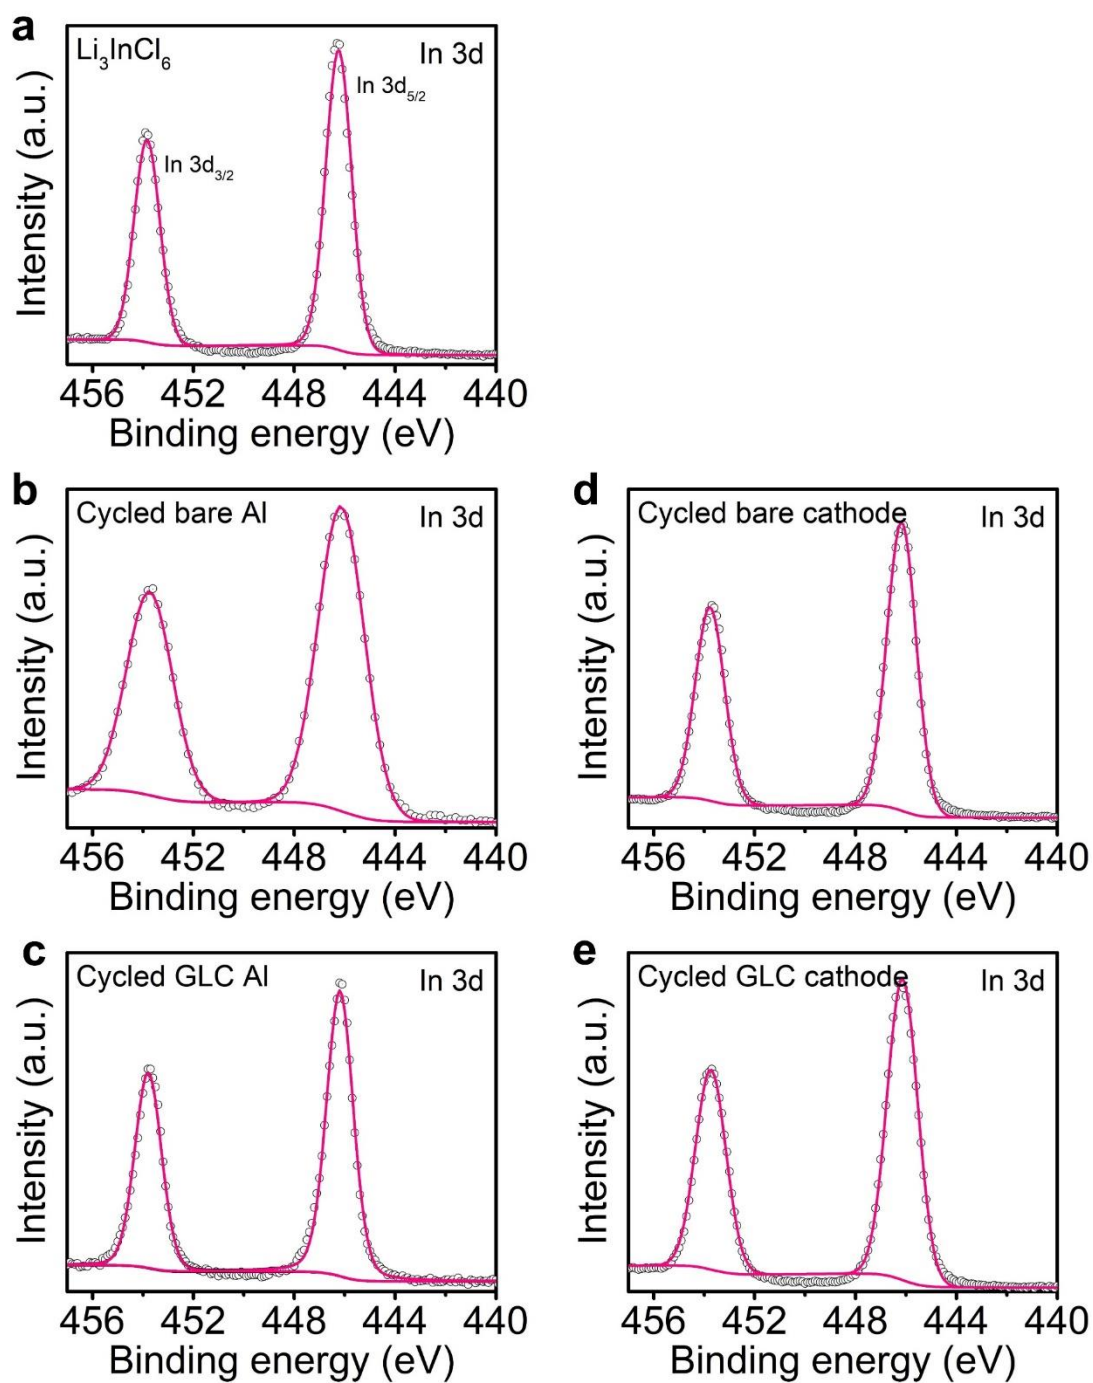 a
Li₃InCl₆
In 3d
In 3d₅/₂
In 3d₃/₂
Intensity (a.u.)
456 452 448 444 440
Binding energy (eV)
b
Cycled bare Al
In 3d
Intensity (a.u.)
456 452 448 444 440
Binding energy (eV)
d
Cycled bare cathode
In 3d
Intensity (a.u.)
456 452 448 444 440
Binding energy (eV)
c
Cycled GLC Al
In 3d
Intensity (a.u.)
456 452 448 444 440
Binding energy (eV)
e
Cycled GLC cathode
In 3d
Intensity (a.u.)
456 452 448 444 440
Binding energy (eV)